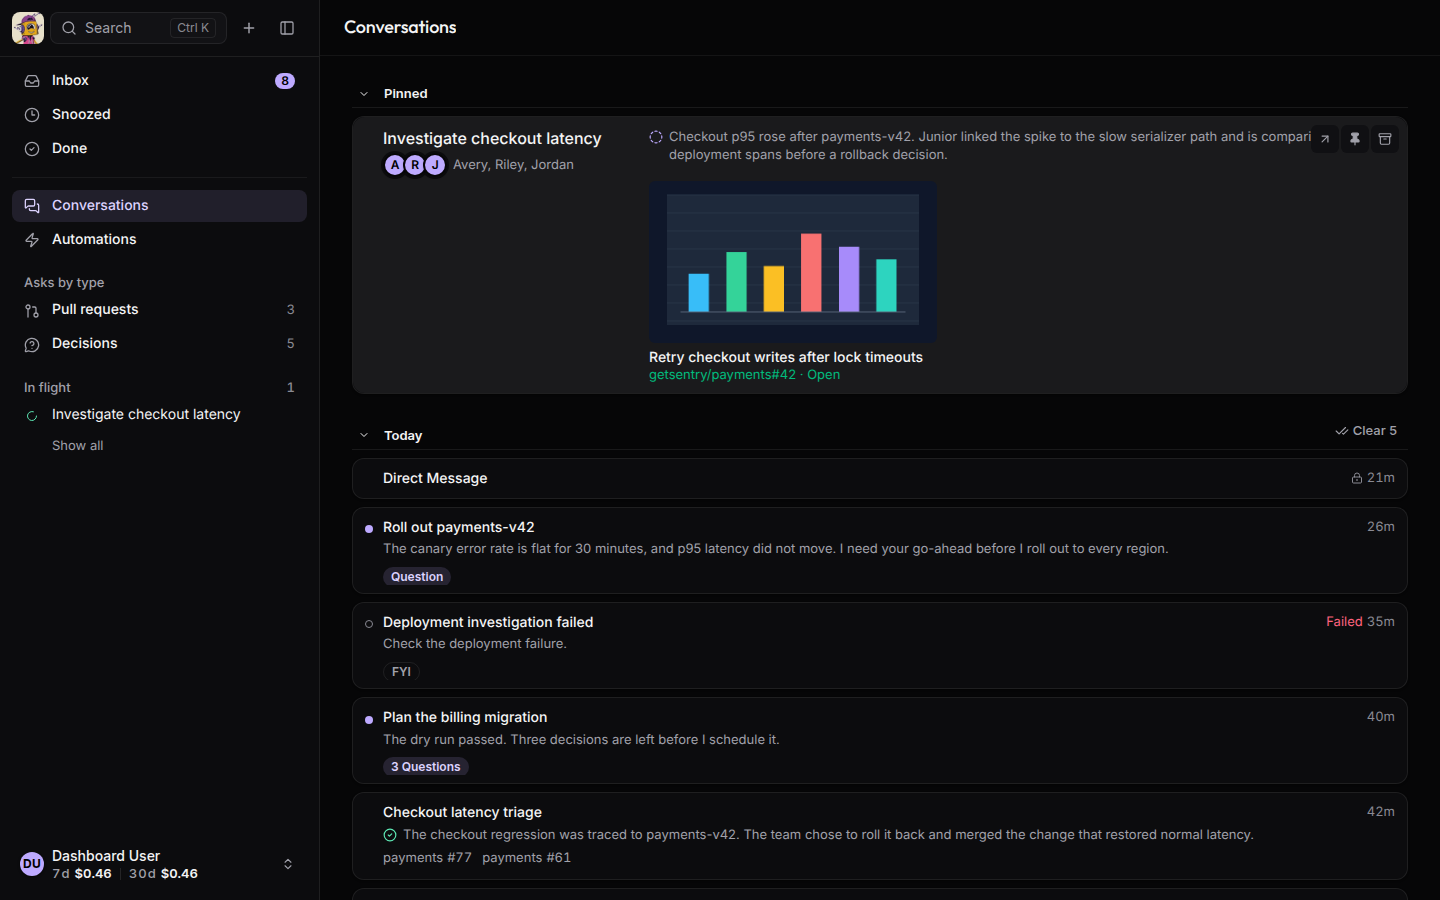 Search
Ctrl K
Inbox
8
Snoozed
Done
Conversations
Automations
Asks by type
Pull requests
3
Decisions
5
In flight
1
Investigate checkout latency
Show all
DU
Dashboard User
7d $0.46
30d $0.46
Conversations
Pinned
Investigate checkout latency
A R J Avery, Riley, Jordan
Checkout p95 rose after payments-v42. Junior linked the spike to the slow serializer path and is compari
deployment spans before a rollback decision.
Retry checkout writes after lock timeouts
getsentry/payments#42 · Open
Today
Clear 5
Direct Message
21m
Roll out payments-v42
26m
The canary error rate is flat for 30 minutes, and p95 latency did not move. I need your go-ahead before I roll out to every region.
Question
Deployment investigation failed
Failed 35m
Check the deployment failure.
FYI
Plan the billing migration
40m
The dry run passed. Three decisions are left before I schedule it.
3 Questions
Checkout latency triage
42m
The checkout regression was traced to payments-v42. The team chose to roll it back and merged the change that restored normal latency.
payments #77 payments #61